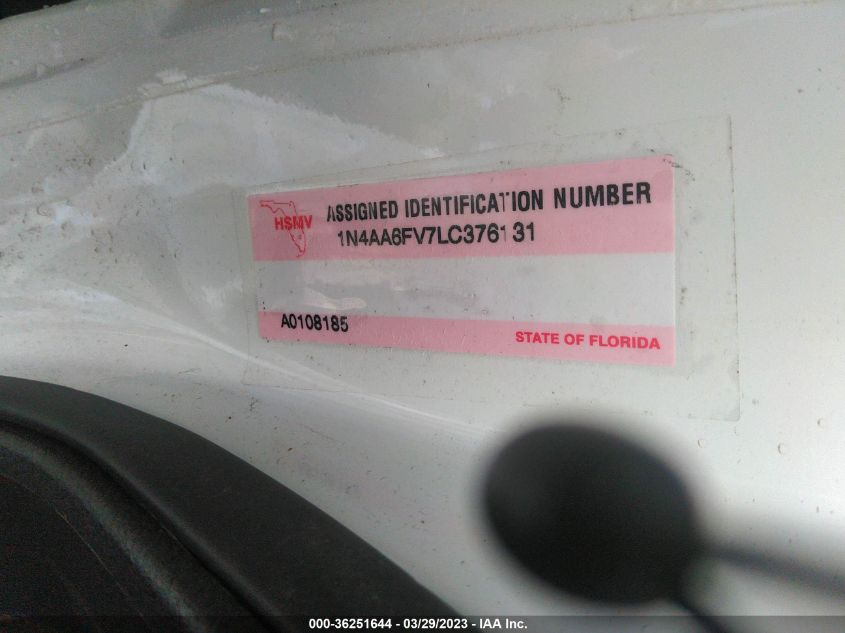 HSMV
ASSIGNED IDENTIFICATION NUMBER
1N4AA6FV7LC376131
A0108185
STATE OF FLORIDA
000-36251644 — 03/29/2023 — IAA Inc.